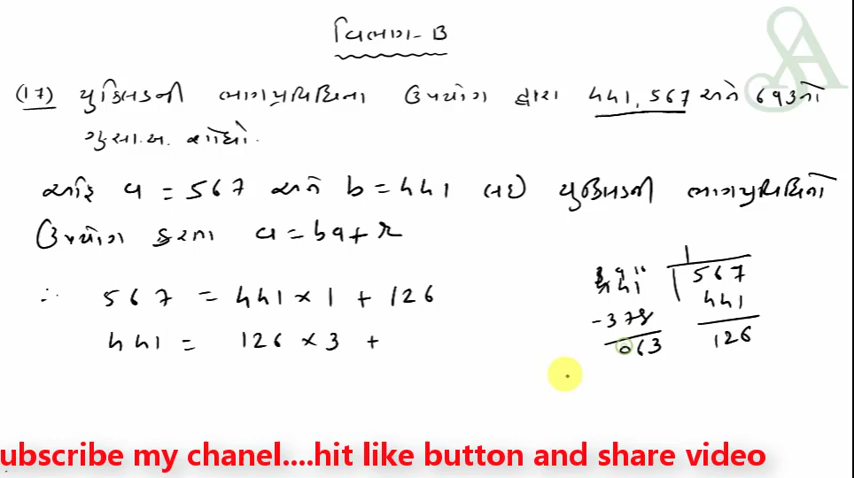 વિભાગ - B
(17) યુક્લિડની ભાગપ્રવિધિના ઉપયોગ દ્વારા 441, 567 અને 693નો
ગુ.સા.અ. શોધો.
અહિં a = 567 અને b = 441 લઈ યુક્લિડની ભાગપ્રવિધિનો
ઉપયોગ કરતા a = bq + r
∴ 567 = 441 × 1 + 126
441 = 126 × 3 +
1
567
441
126
441
-378
063
ubscribe my chanel....hit like button and share video